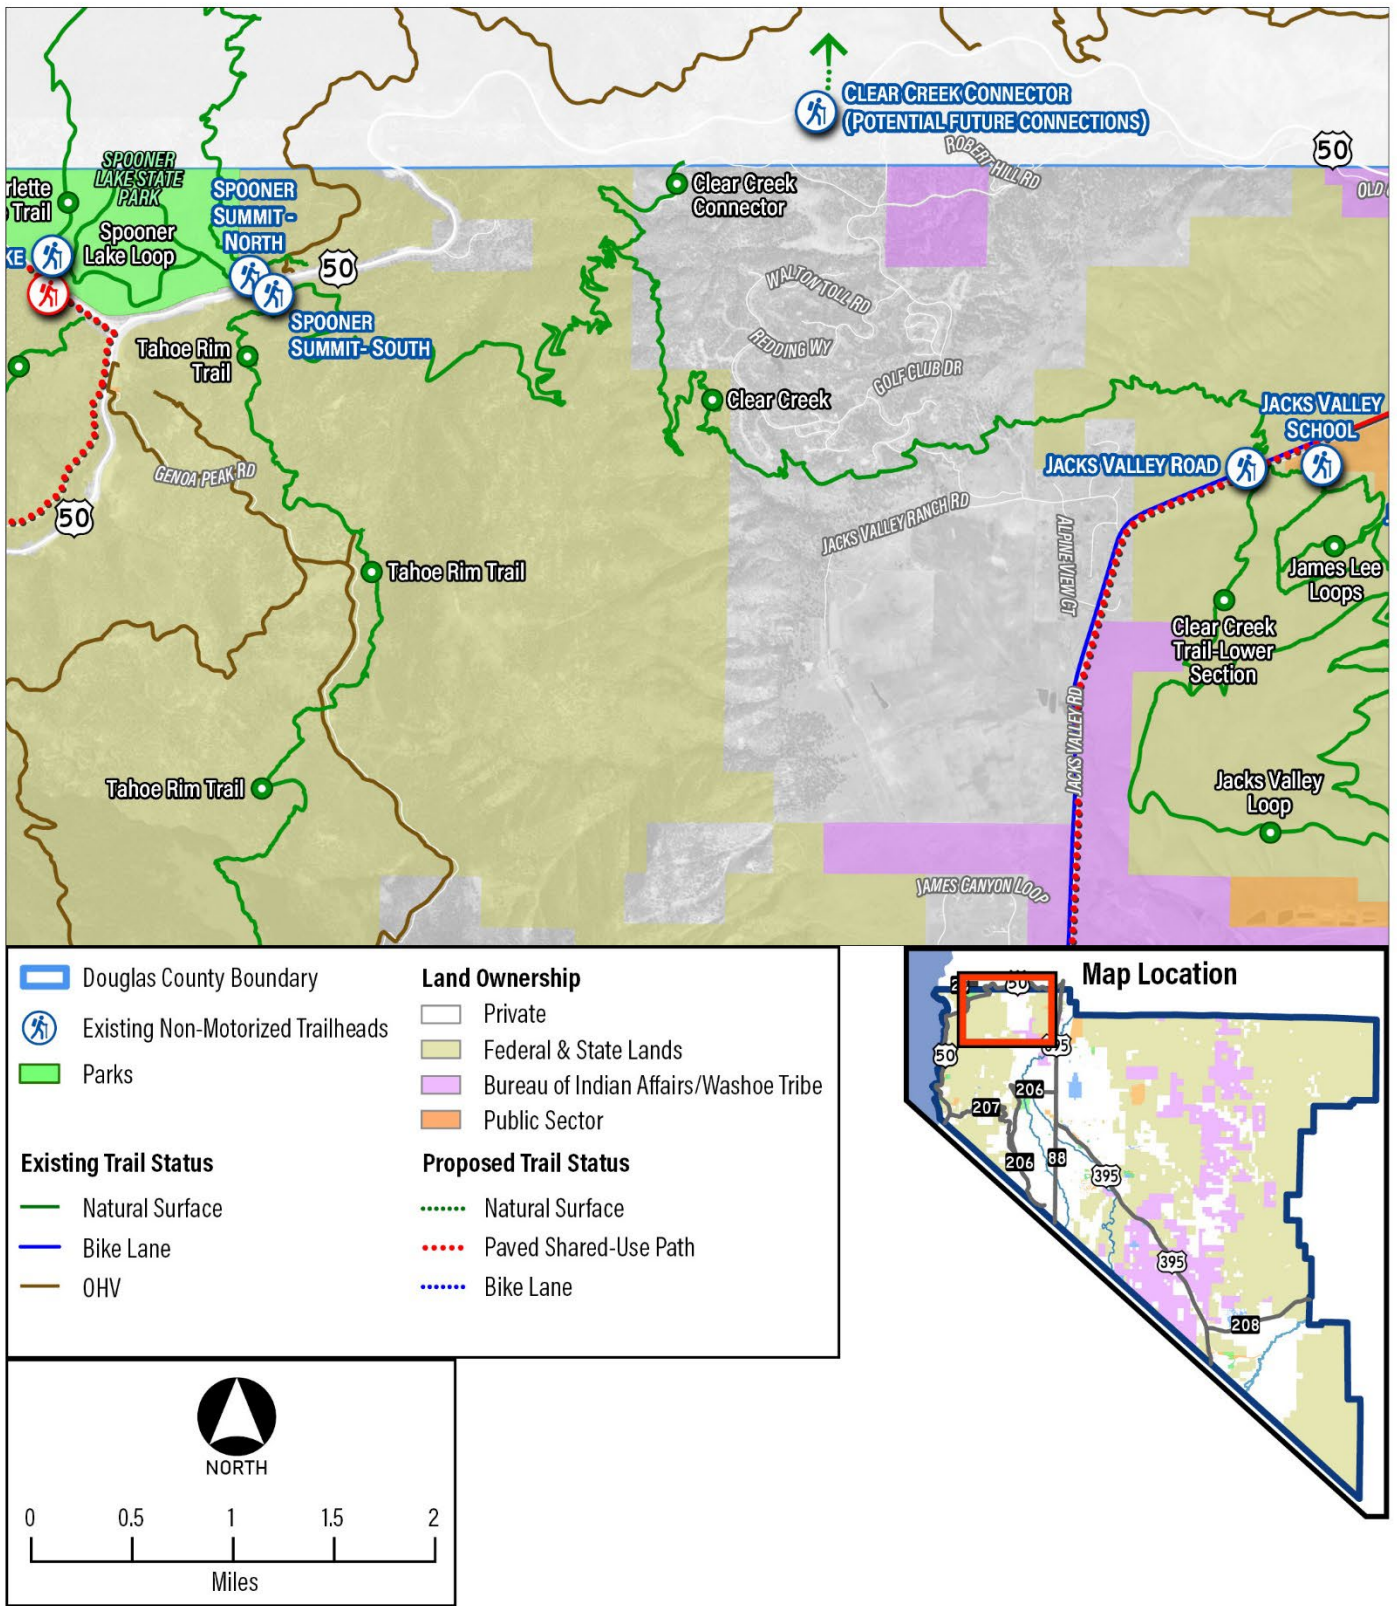 CLEAR CREEK CONNECTOR
(POTENTIAL FUTURE CONNECTIONS)
ROBERT HILL RD
50
OLD
SPOONER
LAKE STATE
PARK
rlette
Trail
SPOONER
SUMMIT -
NORTH
Spooner
Lake Loop
KE
50
Clear Creek
Connector
WALTON TOLL RD
REDDING WY
GOLF CLUB DR
SPOONER
SUMMIT- SOUTH
Tahoe Rim
Trail
Clear Creek
JACKS VALLEY
SCHOOL
JACKS VALLEY ROAD
GENOA PEAK RD
50
JACKS VALLEY RANCH RD
ALPINE VIEW CT
Tahoe Rim Trail
James Lee
Loops
Clear Creek
Trail-Lower
Section
JACKS VALLEY RD
Tahoe Rim Trail
Jacks Valley
Loop
JAMES CANYON LOOP
Douglas County Boundary
Existing Non-Motorized Trailheads
Parks
Existing Trail Status
Natural Surface
Bike Lane
OHV
Land Ownership
Private
Federal & State Lands
Bureau of Indian Affairs/Washoe Tribe
Public Sector
Proposed Trail Status
Natural Surface
Paved Shared-Use Path
Bike Lane
Map Location
50
50
395
206
207
206
88
395
395
208
NORTH
0 0.5 1 1.5 2
Miles